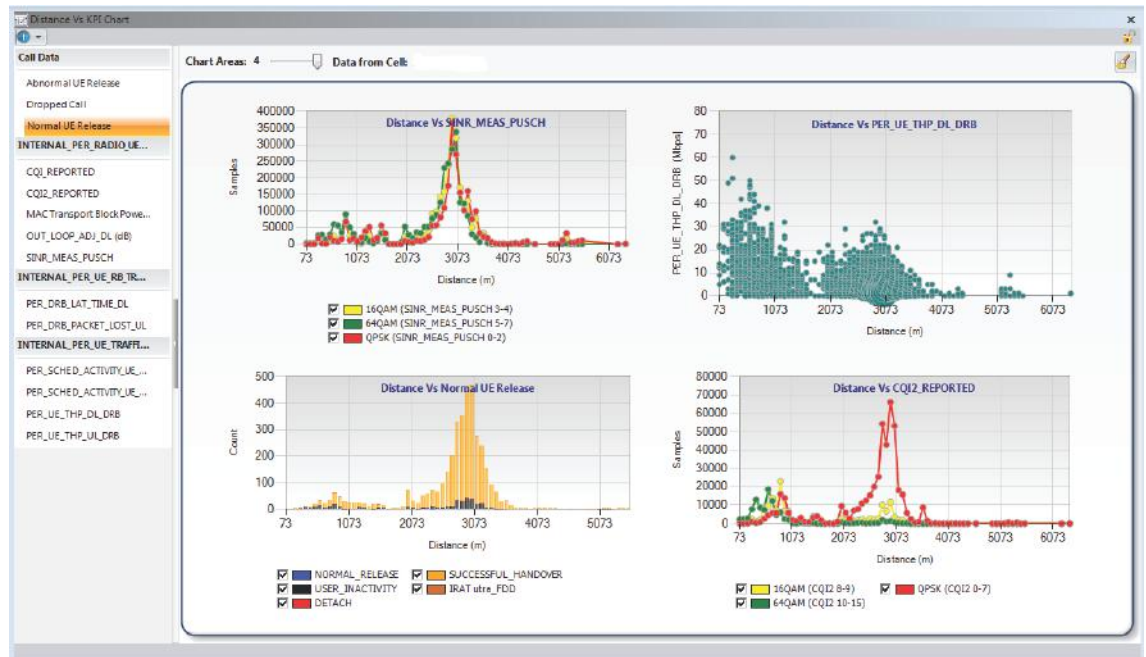 Distance Vs KPI Chart
Call Data
Abnormal UE Release
Dropped Call
Normal UE Release
INTERNAL_PER_RADIO_UE...
CQI_REPORTED
CQI2_REPORTED
MAC Transport Block Powe...
OUT_LOOP_ADJ_DL (dB)
SINR_MEAS_PUSCH
INTERNAL_PER_UE_RB_TR...
PER_DRB_LAT_TIME_DL
PER_DRB_PACKET_LOST_UL
INTERNAL_PER_UE_TRAFFI...
PER_SCHED_ACTIVITY_UE_...
PER_SCHED_ACTIVITY_UE_...
PER_UE_THP_DL_DRB
PER_UE_THP_UL_DRB
Chart Areas: 4 Data from Cell:
Distance Vs SINR_MEAS_PUSCH
Samples
400000
350000
300000
250000
200000
150000
100000
50000
0
73 1073 2073 3073 4073 5073 6073
Distance (m)
16QAM (SINR_MEAS_PUSCH 3-4)
64QAM (SINR_MEAS_PUSCH 5-7)
QPSK (SINR_MEAS_PUSCH 0-2)
Distance Vs PER_UE_THP_DL_DRB
PER_UE_THP_DL_DRB (Mbps)
80
70
60
50
40
30
20
10
0
73 1073 2073 3073 4073 5073 6073
Distance (m)
Distance Vs Normal UE Release
Count
500
400
300
200
100
0
73 1073 2073 3073 4073 5073
Distance (m)
NORMAL_RELEASE SUCCESSFUL_HANDOVER
USER_INACTIVITY IRAT utra_FDD
DETACH
Distance Vs CQI2_REPORTED
Samples
80000
70000
60000
50000
40000
30000
20000
10000
0
73 1073 2073 3073 4073 5073 6073
Distance (m)
16QAM (CQI2 8-9) QPSK (CQI2 0-7)
64QAM (CQI2 10-15)